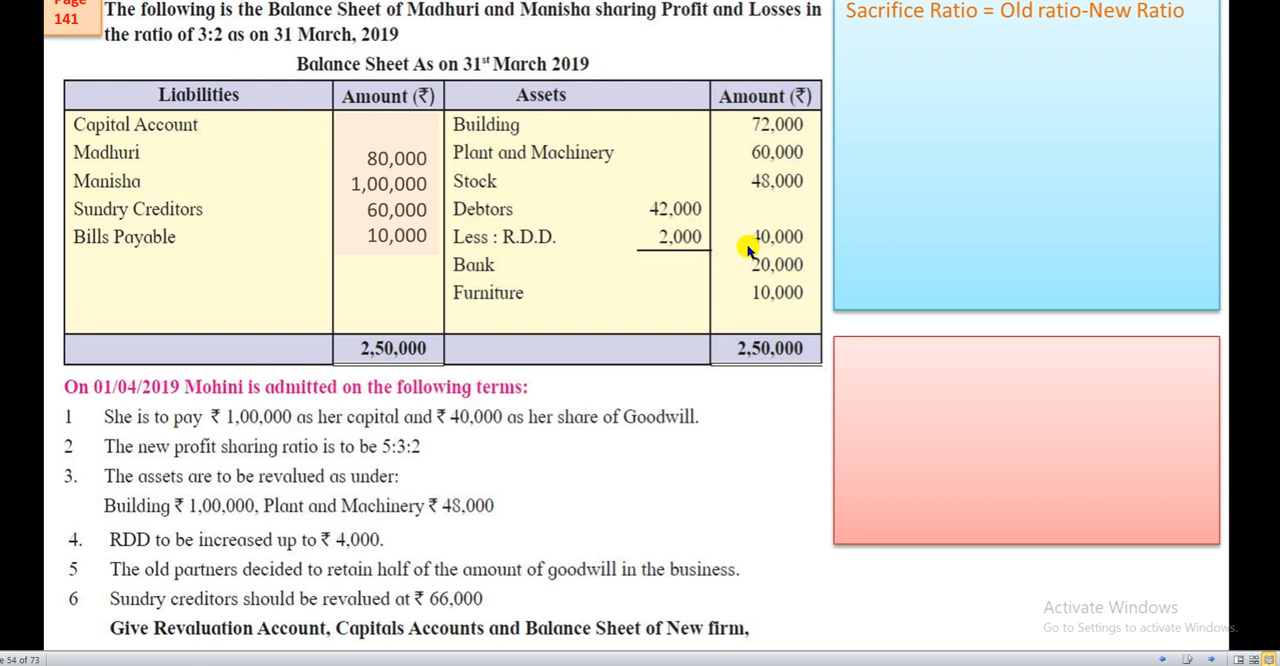 Page
141
The following is the Balance Sheet of Madhuri and Manisha sharing Profit and Losses in
the ratio of 3:2 as on 31 March, 2019
Balance Sheet As on 31st March 2019
Liabilities Amount (₹) Assets Amount (₹)
Capital Account Building 72,000
Madhuri 80,000 Plant and Machinery 60,000
Manisha 1,00,000 Stock 48,000
Sundry Creditors 60,000 Debtors 42,000
Bills Payable 10,000 Less : R.D.D. 2,000 40,000
Bank 20,000
Furniture 10,000
2,50,000 2,50,000
On 01/04/2019 Mohini is admitted on the following terms:
1 She is to pay ₹ 1,00,000 as her capital and ₹ 40,000 as her share of Goodwill.
2 The new profit sharing ratio is to be 5:3:2
3. The assets are to be revalued as under:
Building ₹ 1,00,000, Plant and Machinery ₹ 48,000
4. RDD to be increased up to ₹ 4,000.
5 The old partners decided to retain half of the amount of goodwill in the business.
6 Sundry creditors should be revalued at ₹ 66,000
Give Revaluation Account, Capitals Accounts and Balance Sheet of New firm,
Sacrifice Ratio = Old ratio-New Ratio
Activate Windows
Go to Settings to activate Windows.
e 54 of 73